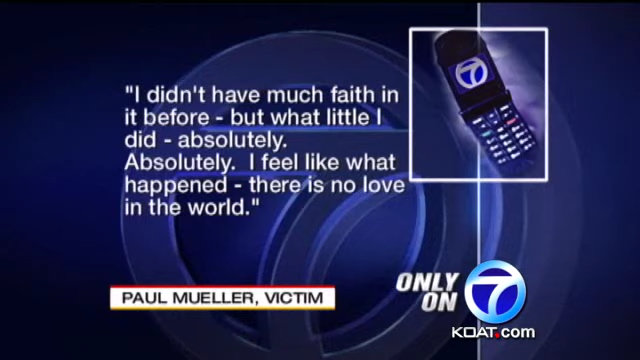 7
"I didn't have much faith in
it before - but what little I
did - absolutely.
Absolutely.  I feel like what
happened - there is no love
in the world."
PAUL MUELLER, VICTIM
ONLY
ON
7
KOAT.com